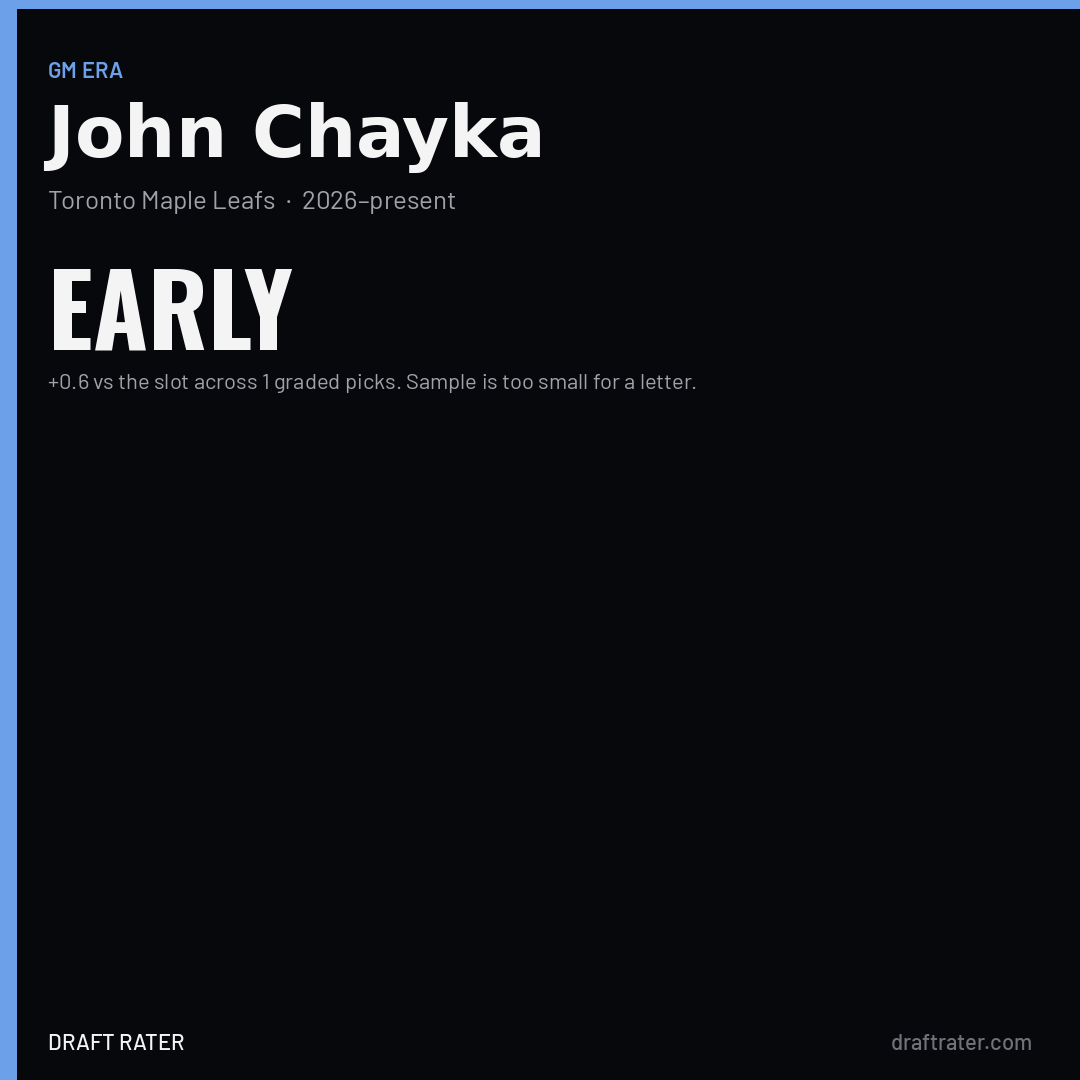 GM ERA
John Chayka
Toronto Maple Leafs · 2026–present
EARLY
+0.6 vs the slot across 1 graded picks. Sample is too small for a letter.
DRAFT RATER
draftrater.com